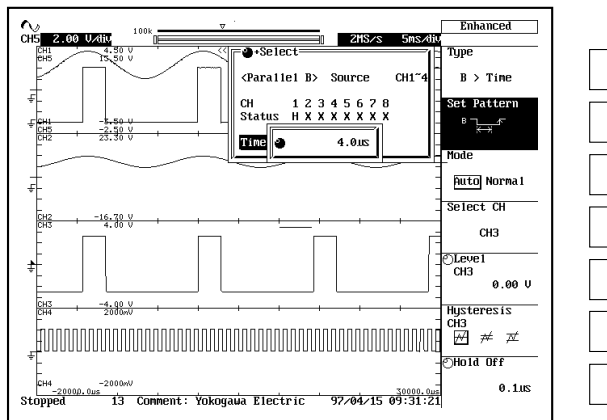 100k
Enhanced
CH5 2.00 V/div
2MS/s 5ms/div
CH1 4.50 V
CH5 15.50 V
<<
+Select
Type
<Parallel B> Source CH1~4
B > Time
CH 1 2 3 4 5 6 7 8
Status H X X X X X X X
Set Pattern
B
CH1 -3.50 V
CH5 -2.50 V
CH2 23.30 V
Time
4.0us
Mode
Auto Normal
Select CH
CH3
CH2 -16.70 V
CH3 4.00 V
Level
CH3
0.00 V
CH3 -4.00 V
CH4 2000mV
Hysteresis
CH3
Hold Off
0.1us
CH4 -2000mV
-20000.0us
30000.0us
Stopped 13 Comment: Yokogawa Electric 97/04/15 09:31:21